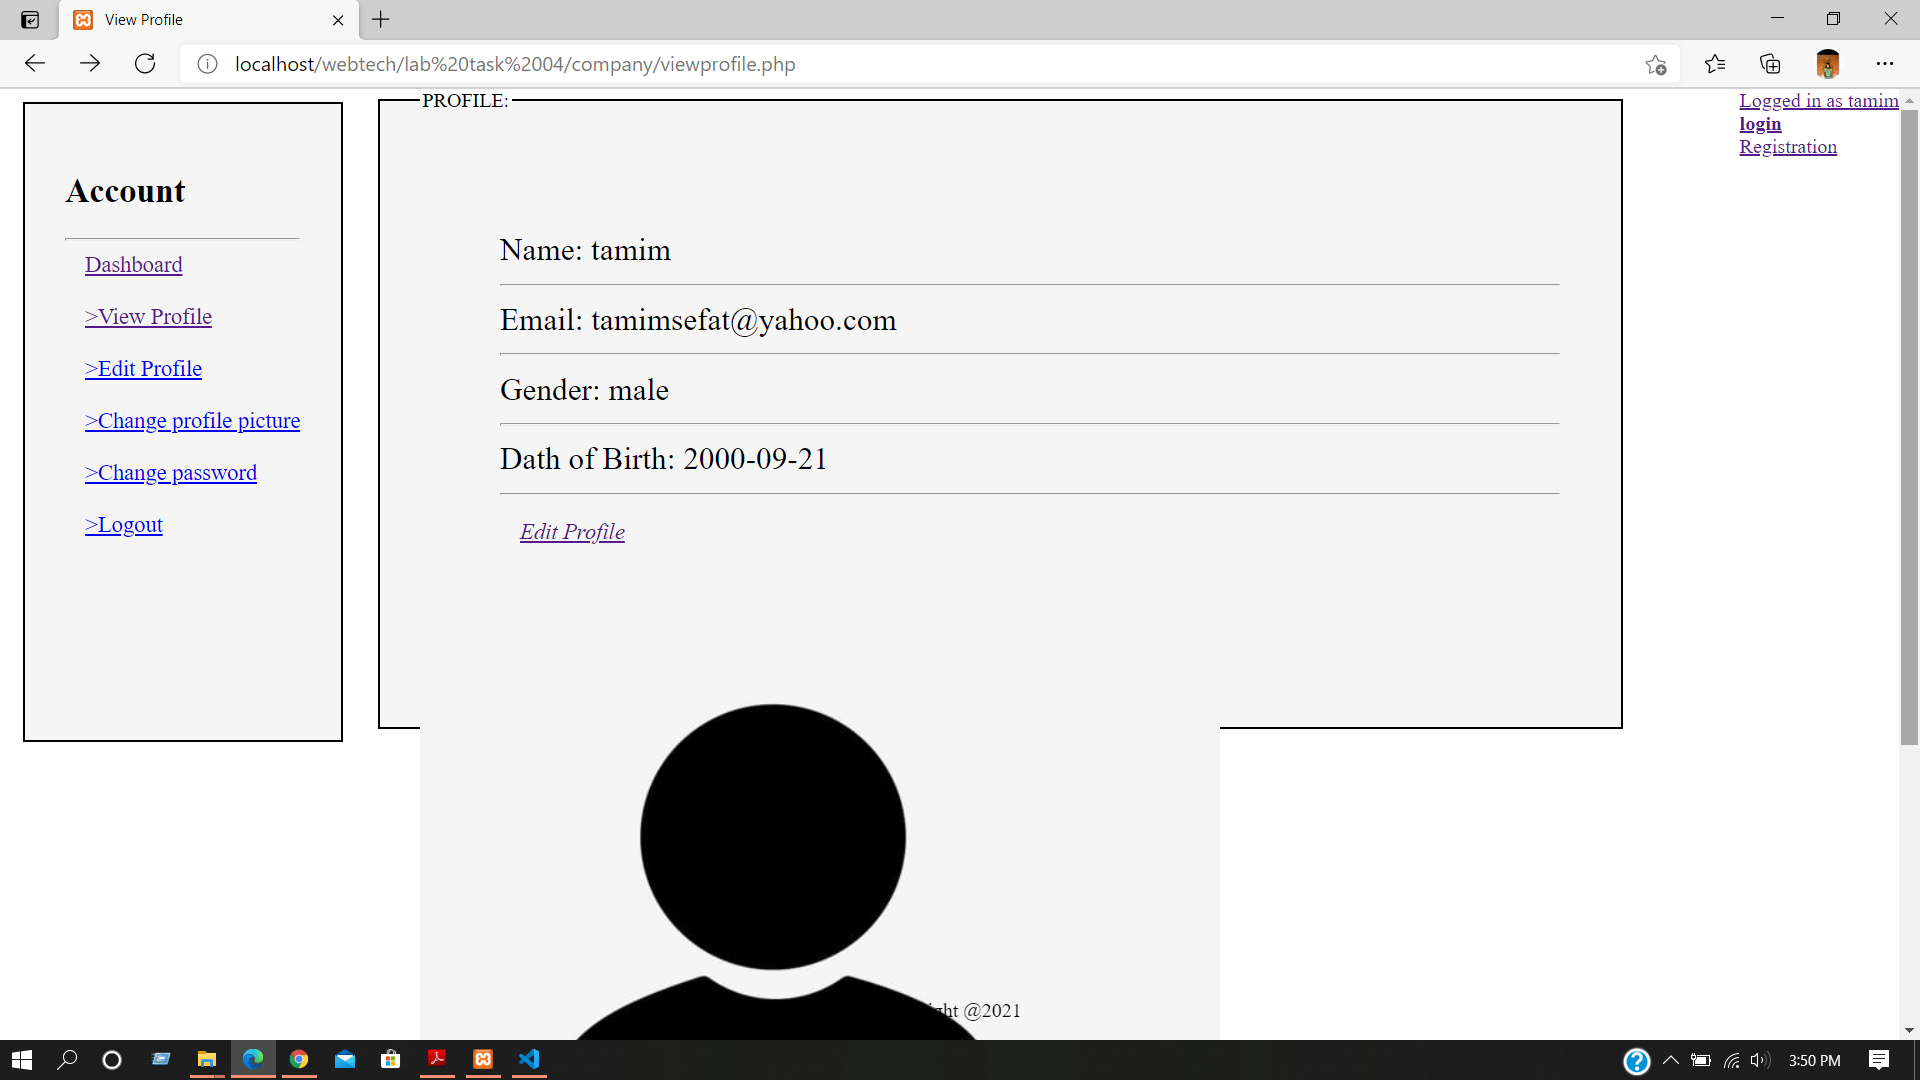 View Profile
localhost/webtech/lab%20task%2004/company/viewprofile.php
PROFILE:
Logged in as tamim
login
Registration
Account
Dashboard
>View Profile
>Edit Profile
>Change profile picture
>Change password
>Logout
Name: tamim
Email: tamimsefat@yahoo.com
Gender: male
Dath of Birth: 2000-09-21
Edit Profile
@2021
3:50 PM